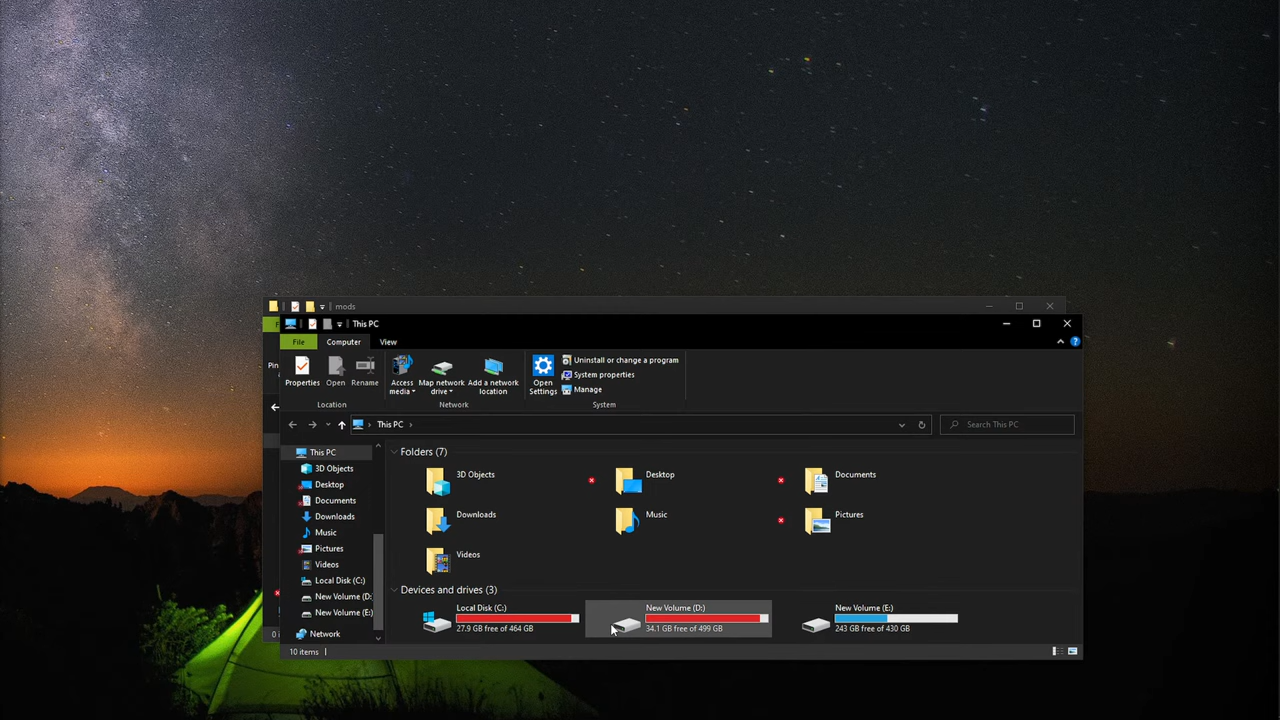 mods
This PC
File
Computer
View
Pin
Properties
Open
Rename
Access media
Map network drive
Add a network location
Open Settings
Uninstall or change a program
System properties
Manage
Location
Network
System
This PC
Search This PC
This PC
3D Objects
Desktop
Documents
Downloads
Music
Pictures
Videos
Local Disk (C:)
New Volume (D:
New Volume (E:)
Network
Folders (7)
3D Objects
Desktop
Documents
Downloads
Music
Pictures
Videos
Devices and drives (3)
Local Disk (C:)
27.9 GB free of 464 GB
New Volume (D:)
34.1 GB free of 499 GB
New Volume (E:)
243 GB free of 430 GB
10 items